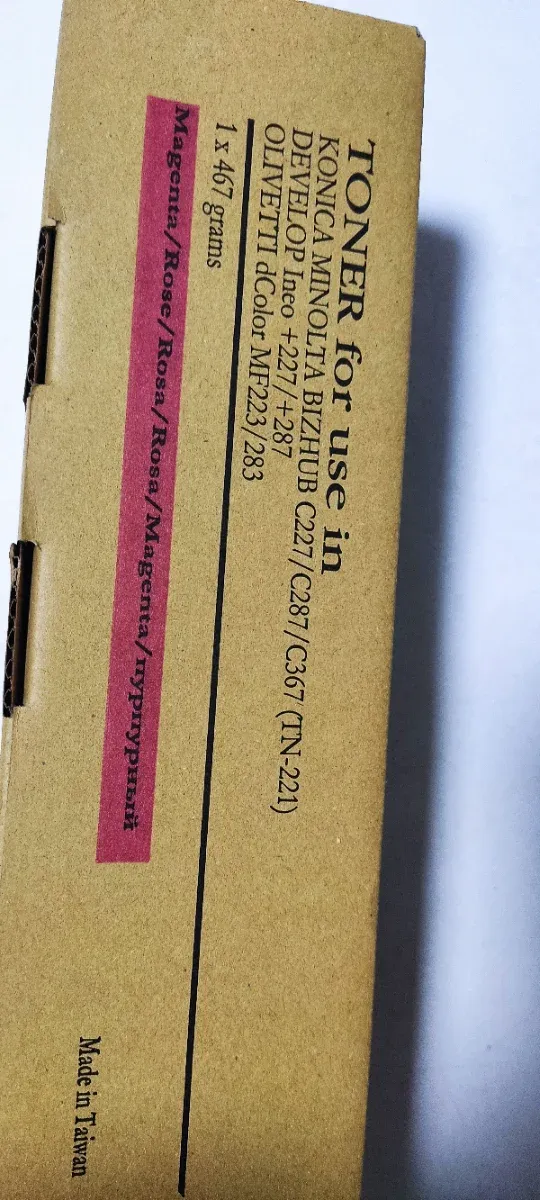 TONER for use in
KONICA MINOLTA BIZHUB C227/C287/C367 (TN-221)
DEVELOP Ineo +227/+287
OLIVETTI dColor MF223/283
1 x 467 grams
Magenta/Rose/Rosa/Rosa/Magenta/пурпурный
Made in Taiwan